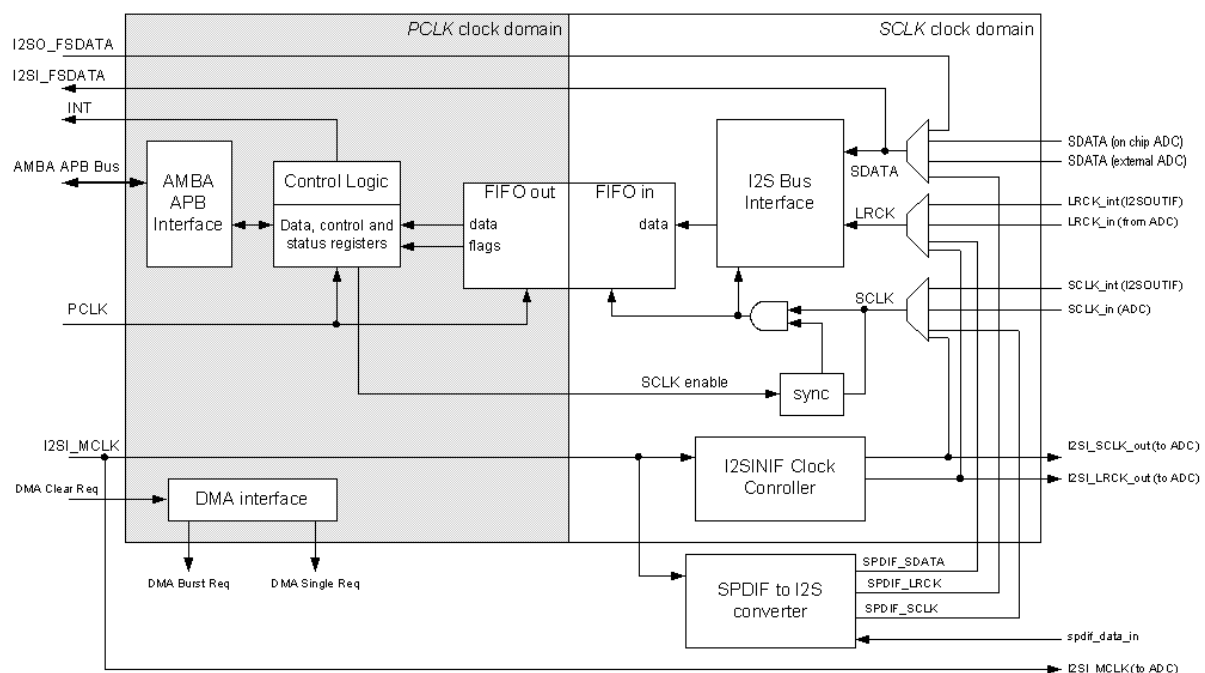 PCLK clock domain
SCLK clock domain
I2SO_FSDATA
I2SI_FSDATA
INT
AMBA APB Bus
AMBA
APB
Interface
Control Logic
Data, control and
status registers
FIFO out
FIFO in
data
flags
data
I2S Bus
Interface
SDATA
LRCK
SDATA (on chip ADC)
SDATA (external ADC)
LRCK_int (I2SOUTIF)
LRCK_in (from ADC)
SCLK_int (I2SOUTIF)
SCLK_in (ADC)
PCLK
SCLK
SCLK enable
sync
I2SI_MCLK
I2SINIF Clock
Conroller
I2SI_SCLK_out (to ADC)
I2SI_LRCK_out (to ADC)
DMA Clear Req
DMA interface
DMA Burst Req
DMA Single Req
SPDIF to I2S
converter
SPDIF_SDATA
SPDIF_LRCK
SPDIF_SCLK
spdif_data_in
I2SI_MCLK (to ADC)